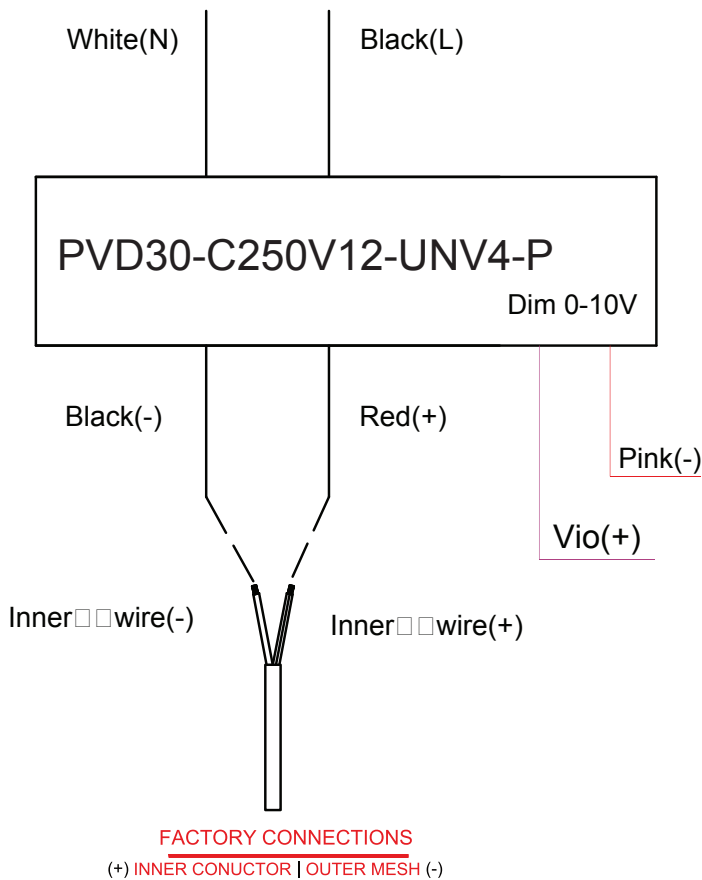 White(N)
Black(L)
PVD30-C250V12-UNV4-P
Dim 0-10V
Black(-)
Red(+)
Pink(-)
Vio(+)
Inner□□wire(-)
Inner□□wire(+)
FACTORY CONNECTIONS
(+) INNER CONUCTOR | OUTER MESH (-)